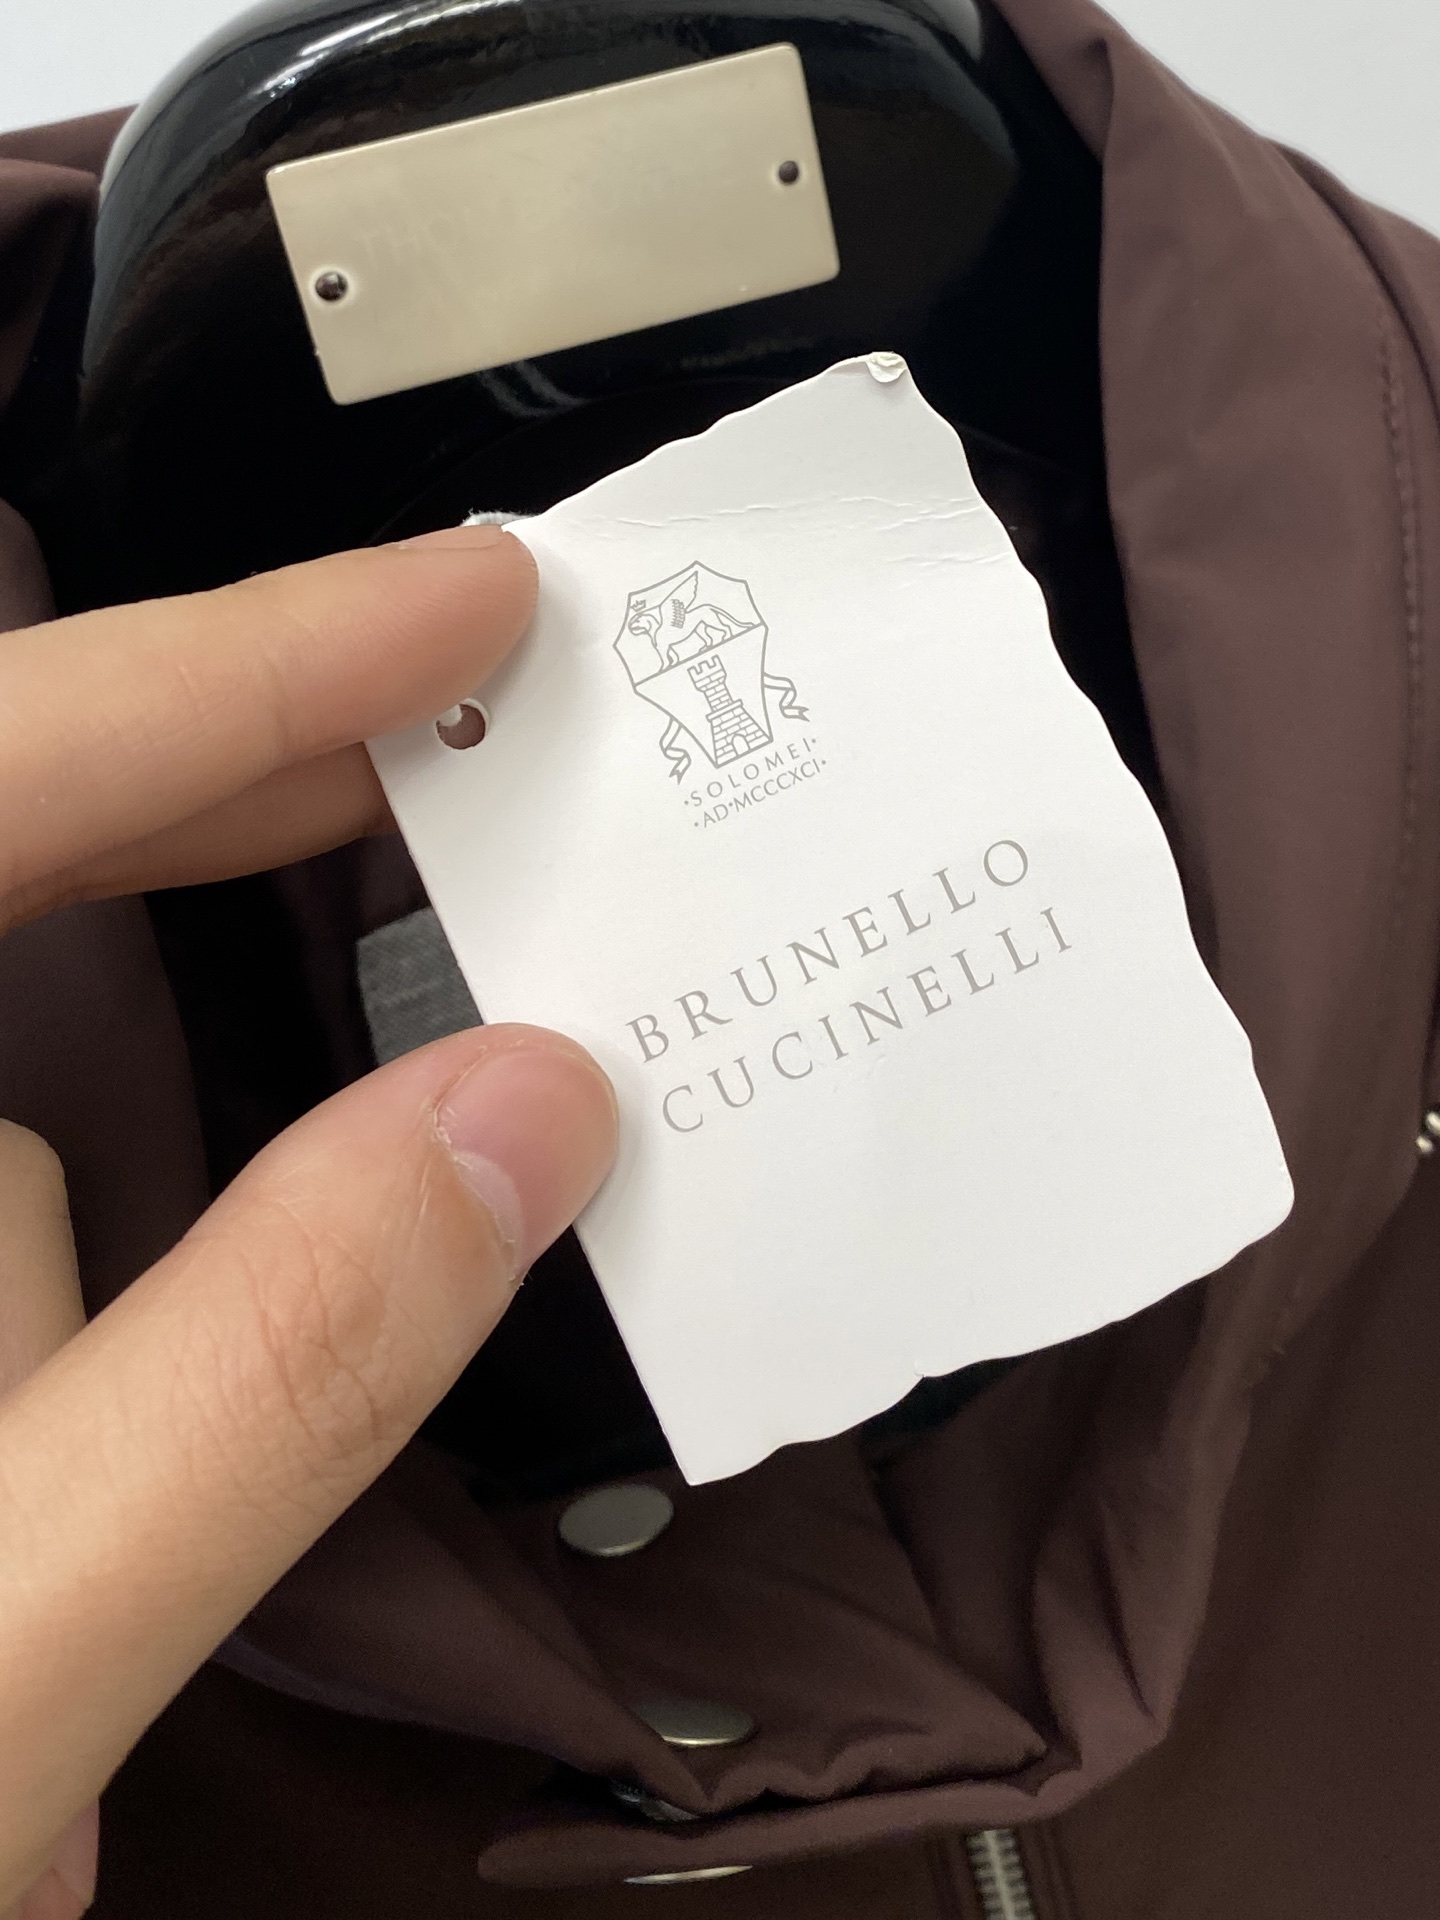 ·SOLOMEI·
·AD·MCCCXCI·
BRUNELLO
CUCINELLI